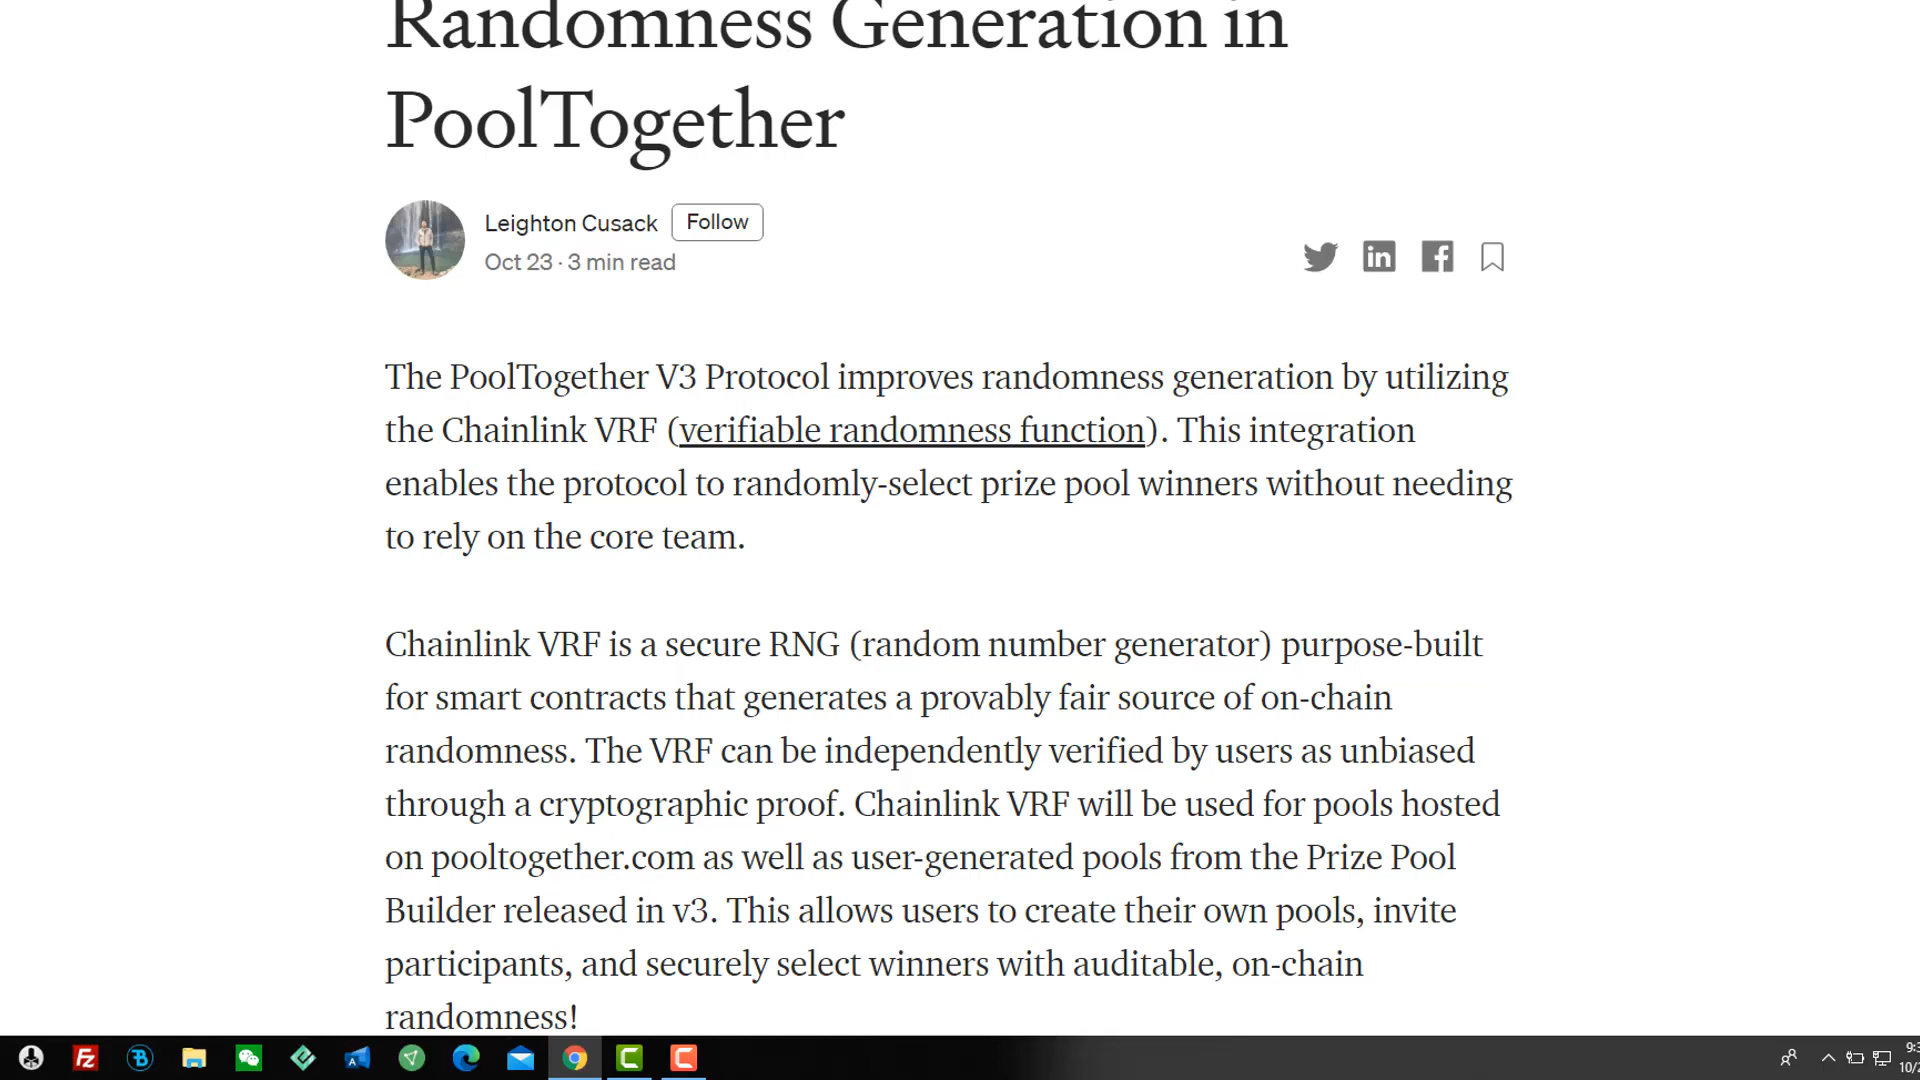 Randomness Generation in
PoolTogether
Leighton Cusack
Follow
Oct 23 · 3 min read
The PoolTogether V3 Protocol improves randomness generation by utilizing
the Chainlink VRF (verifiable randomness function). This integration
enables the protocol to randomly-select prize pool winners without needing
to rely on the core team.
Chainlink VRF is a secure RNG (random number generator) purpose-built
for smart contracts that generates a provably fair source of on-chain
randomness. The VRF can be independently verified by users as unbiased
through a cryptographic proof. Chainlink VRF will be used for pools hosted
on pooltogether.com as well as user-generated pools from the Prize Pool
Builder released in v3. This allows users to create their own pools, invite
participants, and securely select winners with auditable, on-chain
randomness!